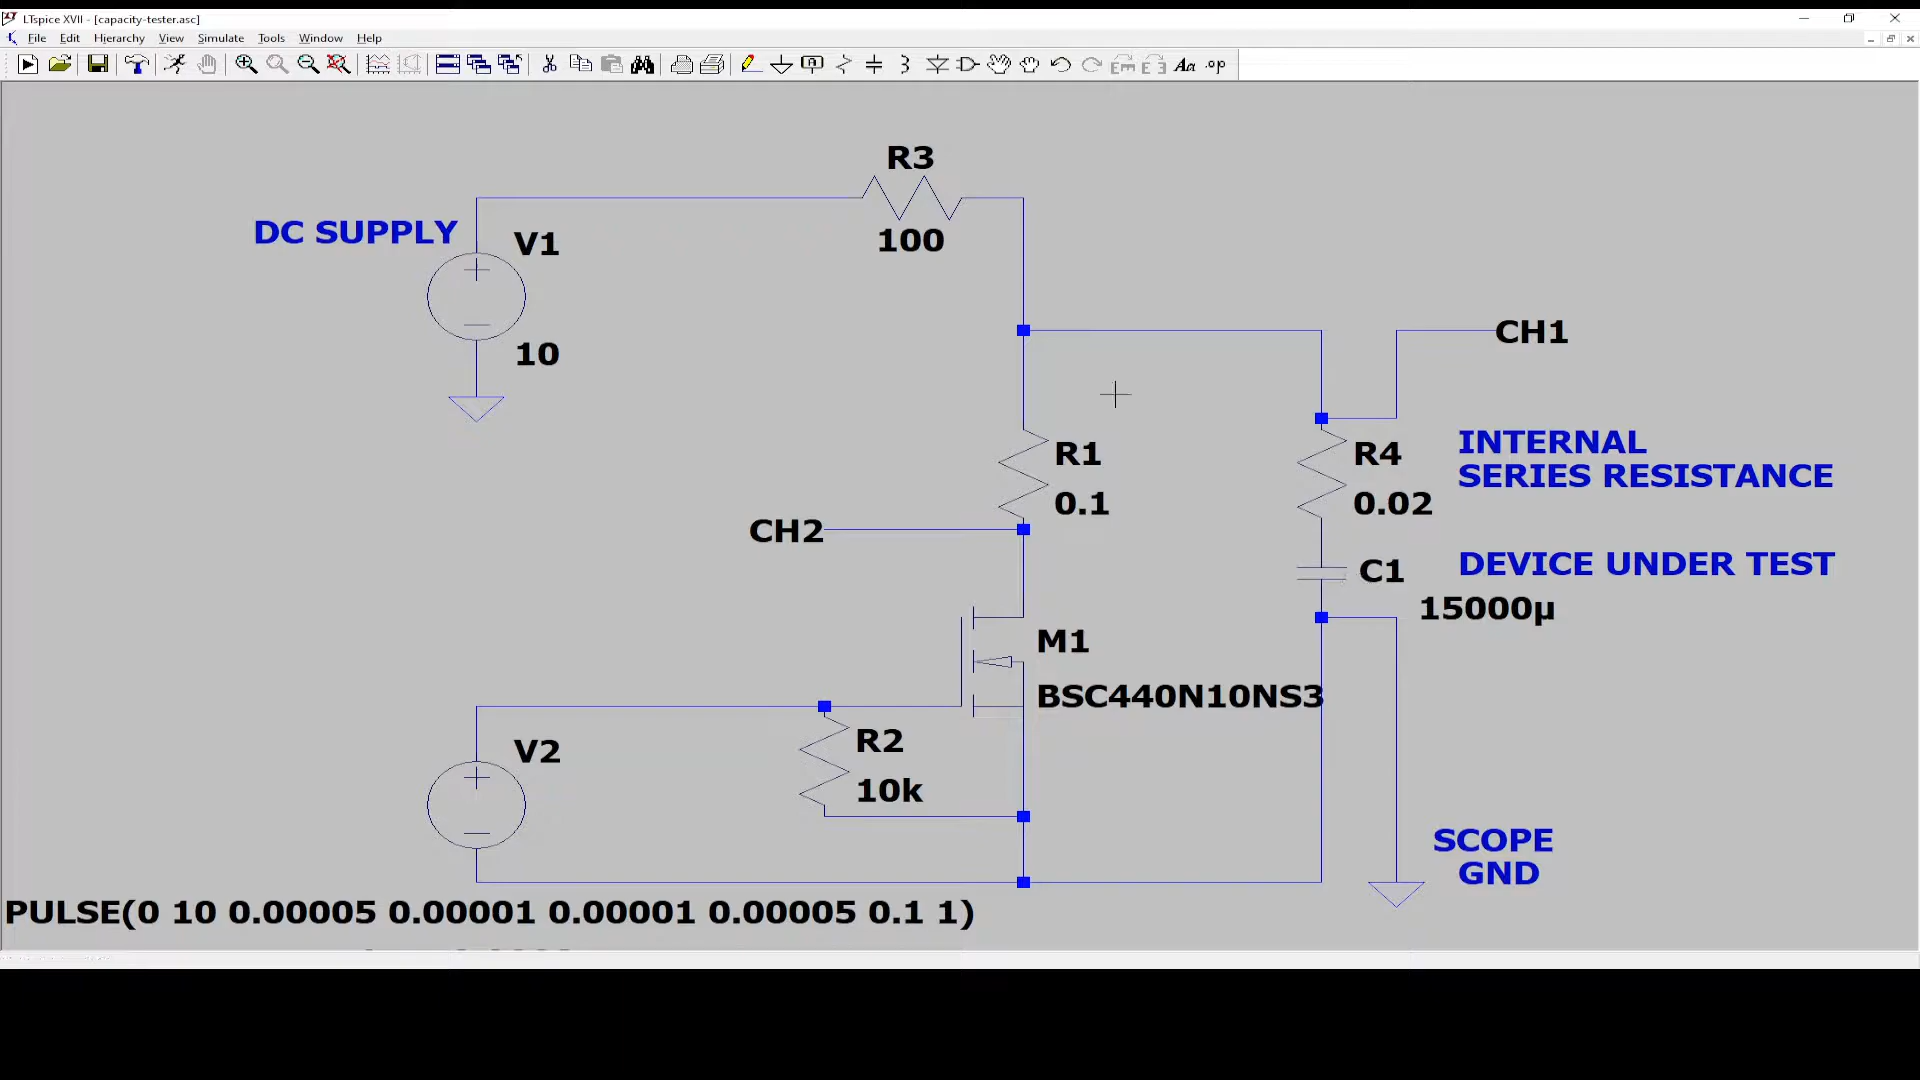 LTspice XVII - [capacity-tester.asc]
File Edit Hierarchy View Simulate Tools Window Help
R3
100
DC SUPPLY
V1
10
CH1
R1
0.1
INTERNAL
SERIES RESISTANCE
R4
0.02
CH2
DEVICE UNDER TEST
C1
15000µ
M1
BSC440N10NS3
V2
R2
10k
SCOPE
GND
PULSE(0 10 0.00005 0.00001 0.00001 0.00005 0.1 1)